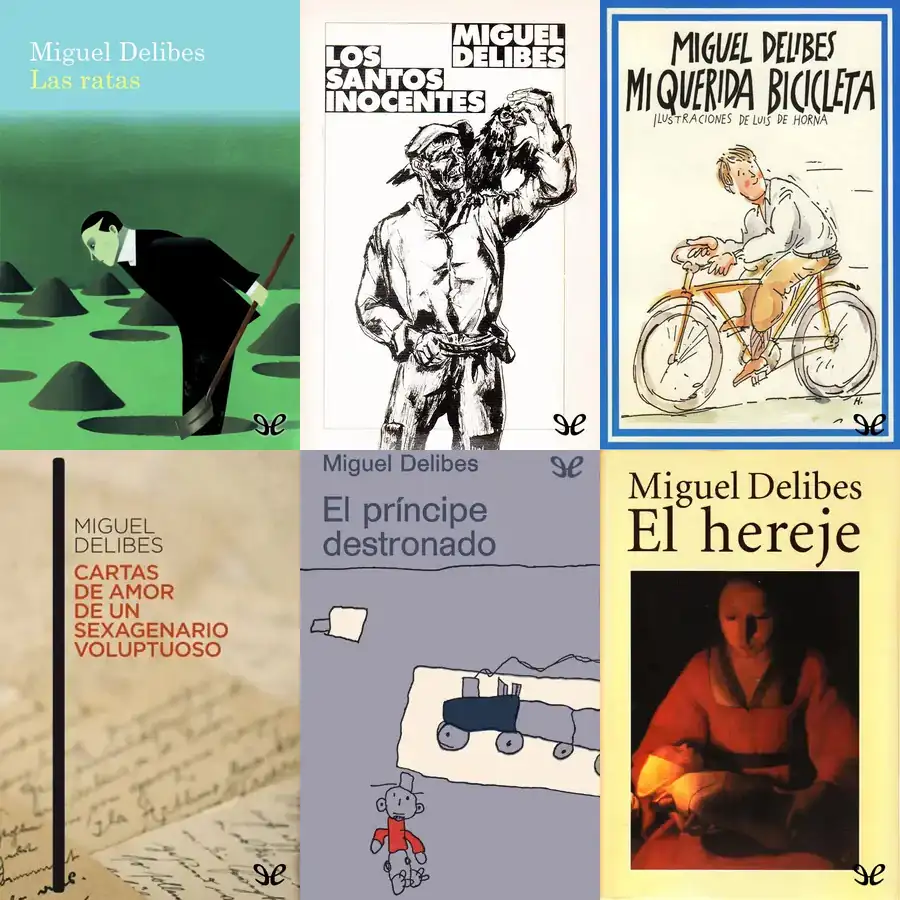 Miguel Delibes
Las ratas
MIGUEL
DELIBES
LOS
SANTOS
INOCENTES
MIGUEL DELIBES
MI QUERIDA BICICLETA
ILUSTRACIONES DE LUIS DE HORNA
H.
MIGUEL
DELIBES
CARTAS
DE AMOR
DE UN
SEXAGENARIO
VOLUPTUOSO
Miguel Delibes
El príncipe
destronado
Miguel Delibes
El hereje